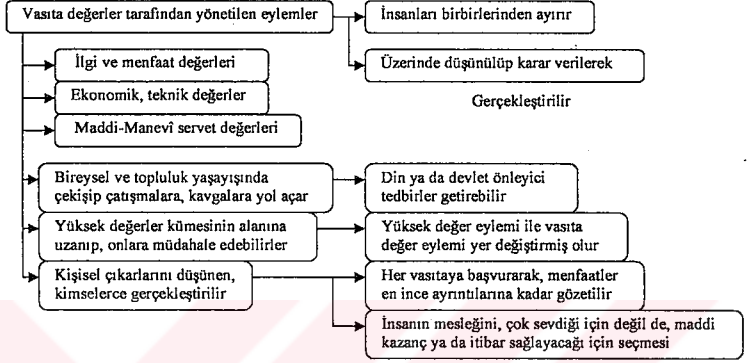 Vasıta değerler tarafından yönetilen eylemler
İnsanları birbirlerinden ayırır
İlgi ve menfaat değerleri
Üzerinde düşünülüp karar verilerek
Gerçekleştirilir
Ekonomik, teknik değerler
Maddi-Manevî servet değerleri
Bireysel ve topluluk yaşayışında
çekişip çatışmalara, kavgalara yol açar
Din ya da devlet önleyici
tedbirler getirebilir
Yüksek değerler kümesinin alanına
uzanıp, onlara müdahale edebilirler
Yüksek değer eylemi ile vasıta
değer eylemi yer değiştirmiş olur
Kişisel çıkarlarını düşünen,
kimselerce gerçekleştirilir
Her vasıtaya başvurarak, menfaatler
en ince ayrıntılarına kadar gözetilir
İnsanın mesleğini, çok sevdiği için değil de, maddi
kazanç ya da itibar sağlayacağı için seçmesi